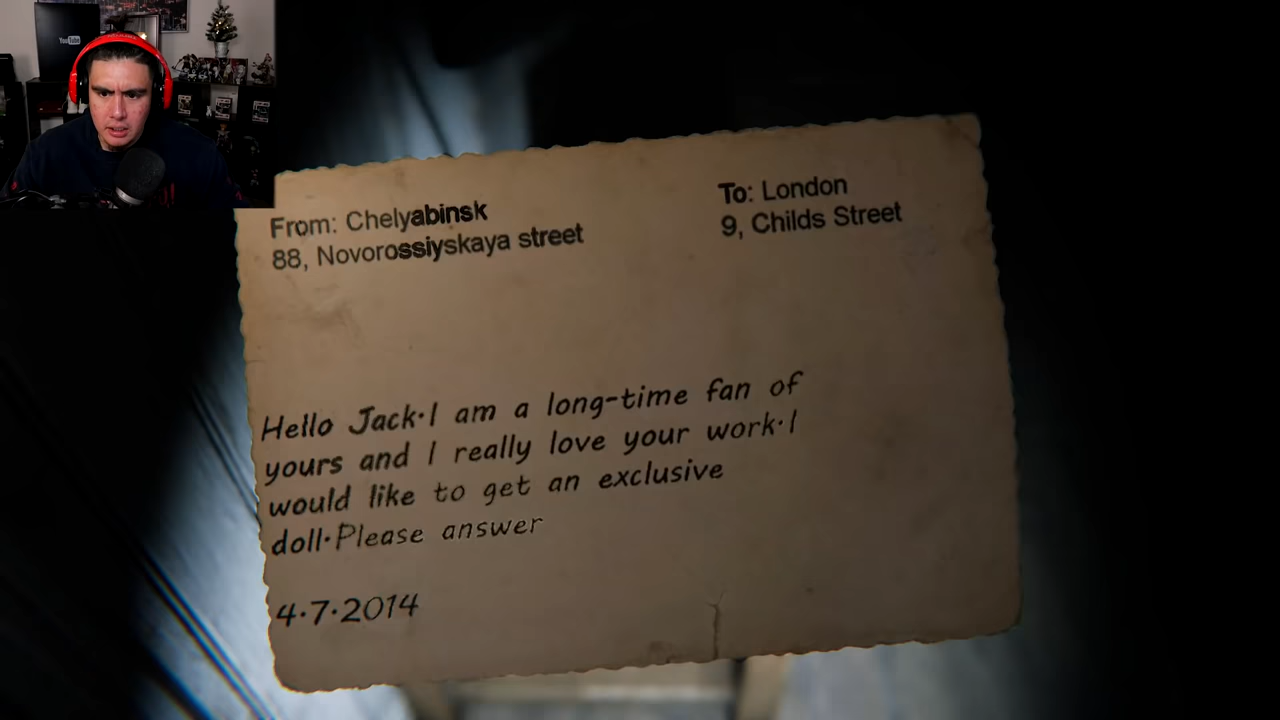 YouTube
From: Chelyabinsk
88, Novorossiyskaya street
To: London
9, Childs Street
Hello Jack.I am a long-time fan of
yours and I really love your work.I
would like to get an exclusive
doll.Please answer
4.7.2014